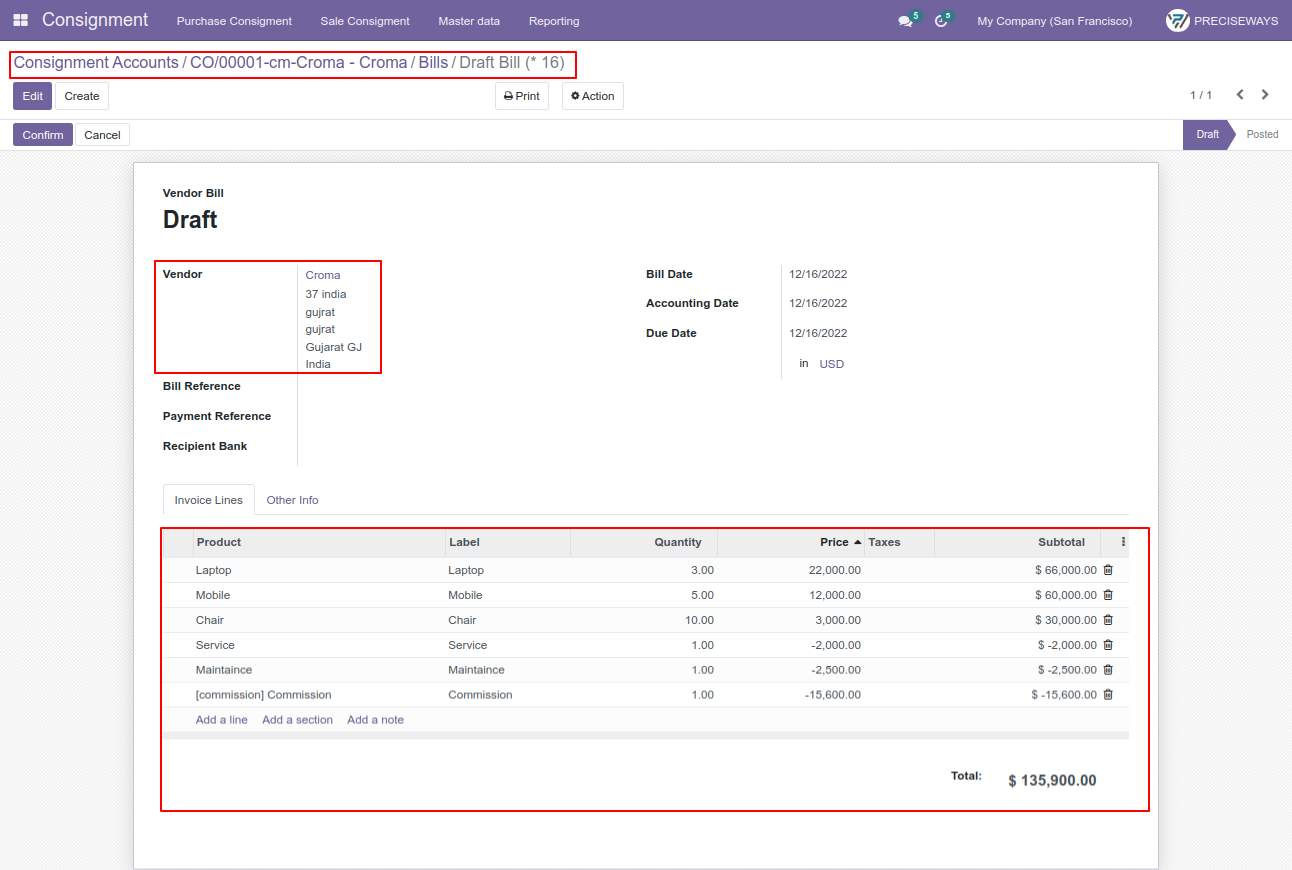 Consignment Purchase Consigment Sale Consigment Master data Reporting 5 5 My Company (San Francisco) PRECISEWAYS
Consignment Accounts / CO/00001-cm-Croma - Croma / Bills / Draft Bill (* 16)
Edit Create Print Action 1 / 1
Confirm Cancel Draft Posted
Vendor Bill
Draft
Vendor Croma
37 india
gujrat
gujrat
Gujarat GJ
India
Bill Reference
Payment Reference
Recipient Bank
Bill Date 12/16/2022
Accounting Date 12/16/2022
Due Date 12/16/2022
in USD
Invoice Lines Other Info
Product Label Quantity Price Taxes Subtotal
Laptop Laptop 3.00 22,000.00 $ 66,000.00
Mobile Mobile 5.00 12,000.00 $ 60,000.00
Chair Chair 10.00 3,000.00 $ 30,000.00
Service Service 1.00 -2,000.00 $ -2,000.00
Maintaince Maintaince 1.00 -2,500.00 $ -2,500.00
[commission] Commission Commission 1.00 -15,600.00 $ -15,600.00
Add a line Add a section Add a note
Total: $ 135,900.00